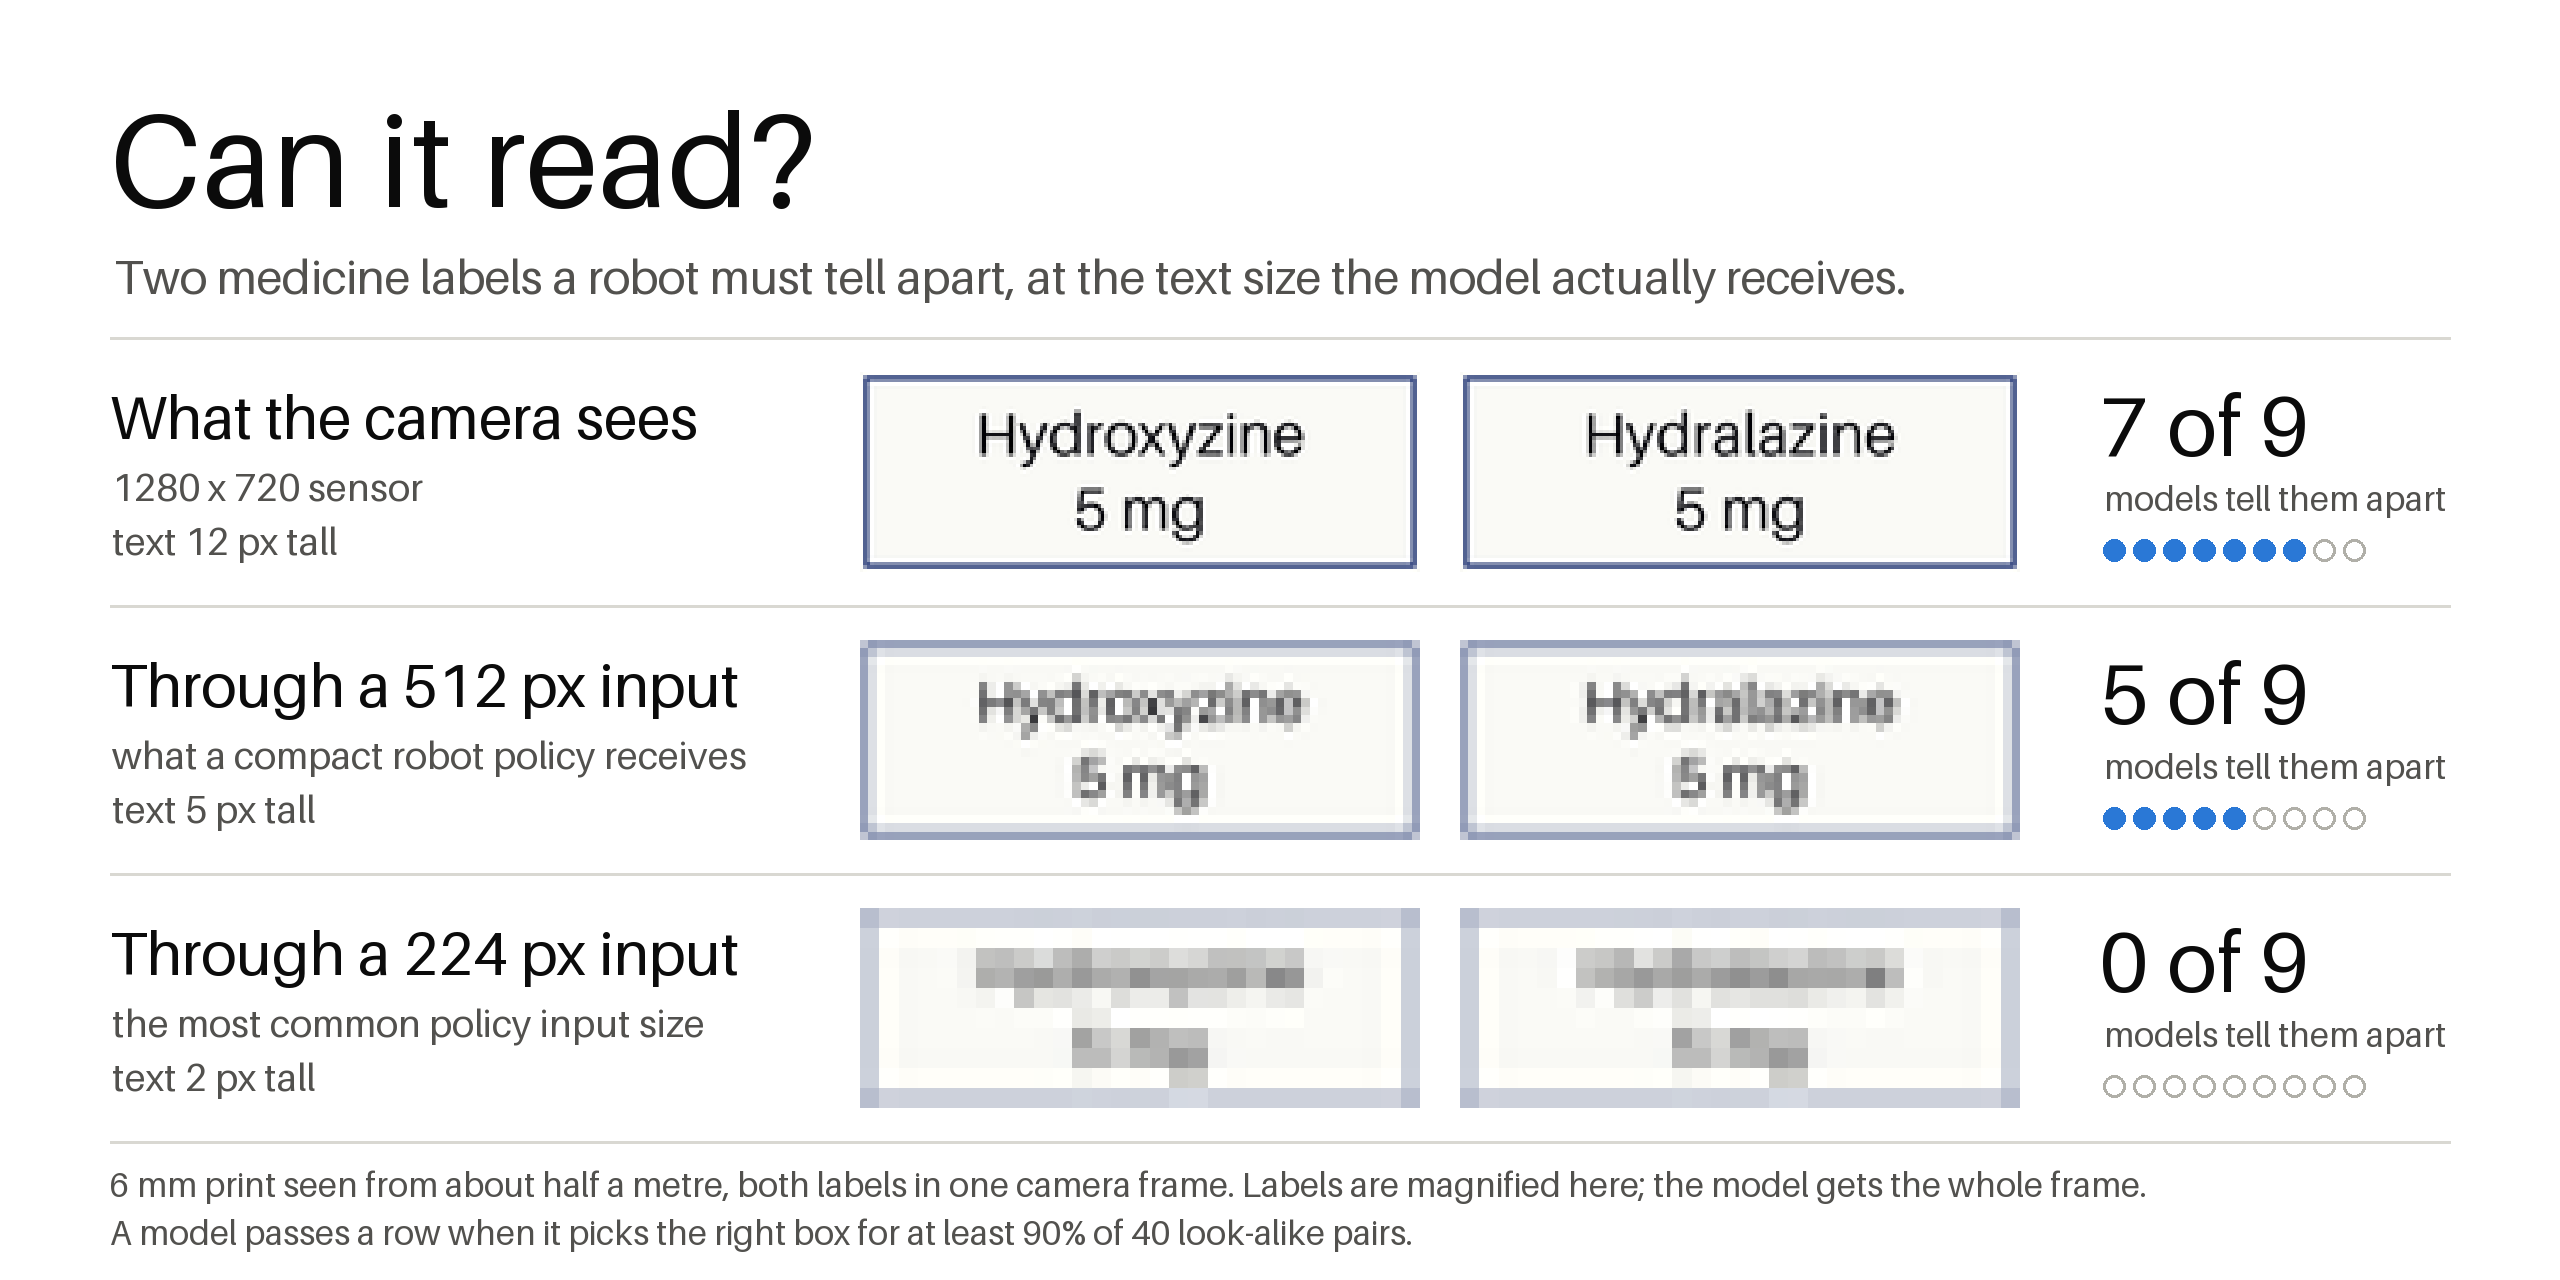 Can it read?
Two medicine labels a robot must tell apart, at the text size the model actually receives.
What the camera sees
1280 x 720 sensor
text 12 px tall
Hydroxyzine
5 mg
Hydralazine
5 mg
7 of 9
models tell them apart
Through a 512 px input
what a compact robot policy receives
text 5 px tall
Hydroxyzine
5 mg
Hydralazine
5 mg
5 of 9
models tell them apart
Through a 224 px input
the most common policy input size
text 2 px tall
0 of 9
models tell them apart
6 mm print seen from about half a metre, both labels in one camera frame. Labels are magnified here; the model gets the whole frame.
A model passes a row when it picks the right box for at least 90% of 40 look-alike pairs.